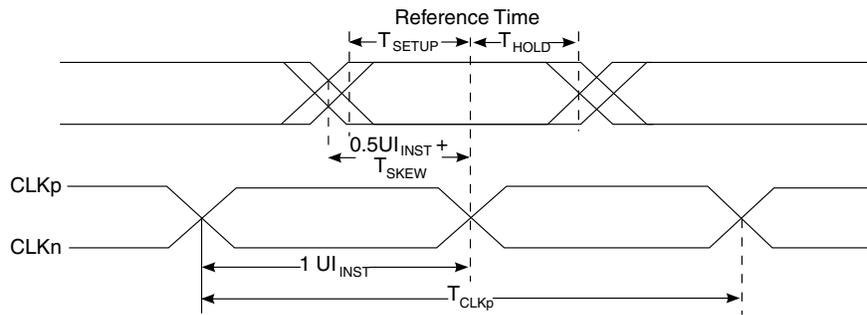 Reference Time
T_SETUP T_HOLD
0.5UI_INST +
T_SKEW
CLKp
CLKn
1 UI_INST
T_CLKp